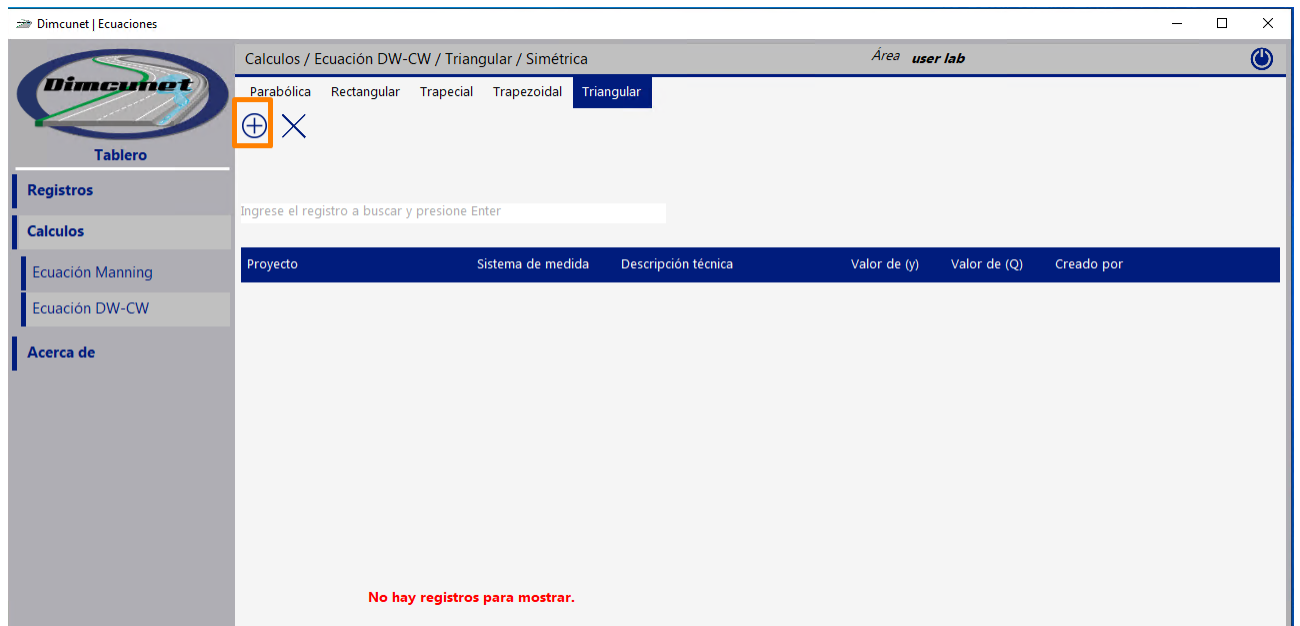 Dimcunet | Ecuaciones
Dimcunet
Calculos / Ecuación DW-CW / Triangular / Simétrica
Área user lab
Parabólica Rectangular Trapecial Trapezoidal Triangular
Tablero
Registros
Calculos
Ecuación Manning
Ecuación DW-CW
Acerca de
Ingrese el registro a buscar y presione Enter
Proyecto Sistema de medida Descripción técnica Valor de (y) Valor de (Q) Creado por
No hay registros para mostrar.